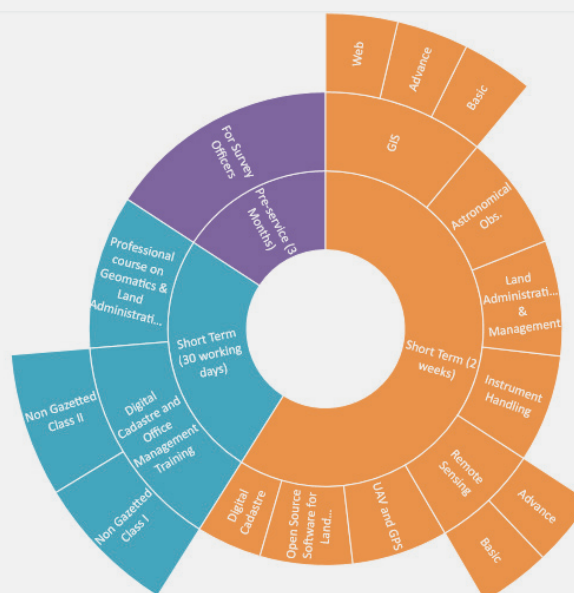 Web
Advance
Basic
GIS
Astronomical
Obs.
Land
Administrati...
&
Management
Instrument
Handling
Remote
Sensing
Advance
Basic
UAV and GPS
Open Source
Software for
Land...
Digital
Cadastre
Short Term (2
weeks)
Short Term
(30 working
days)
Digital
Cadastre and
Office
Management
Training
Non Gazetted
Class I
Non Gazetted
Class II
Professional
course on
Geomatics &
Land
Administrati...
Pre-service (3
Months)
For Survey
Officers